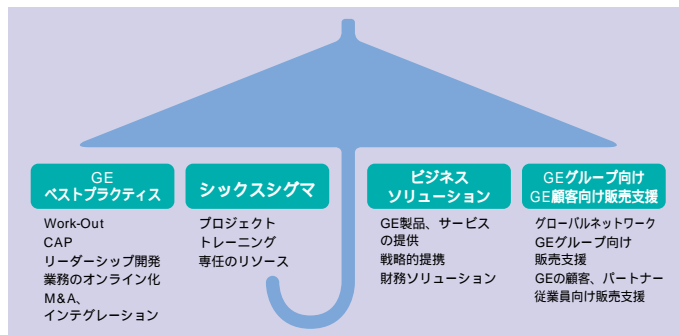 GE
ベストプラクティス
Work-Out
CAP
リーダーシップ開発
業務のオンライン化
M&A、
インテグレーション
シックスシグマ
プロジェクト
トレーニング
専任のリソース
ビジネス
ソリューション
GE製品、サービス
の提供
戦略的提携
財務ソリューション
GEグループ向け
GE顧客向け販売支援
グローバルネットワーク
GEグループ向け
販売支援
GEの顧客、パートナー
従業員向け販売支援